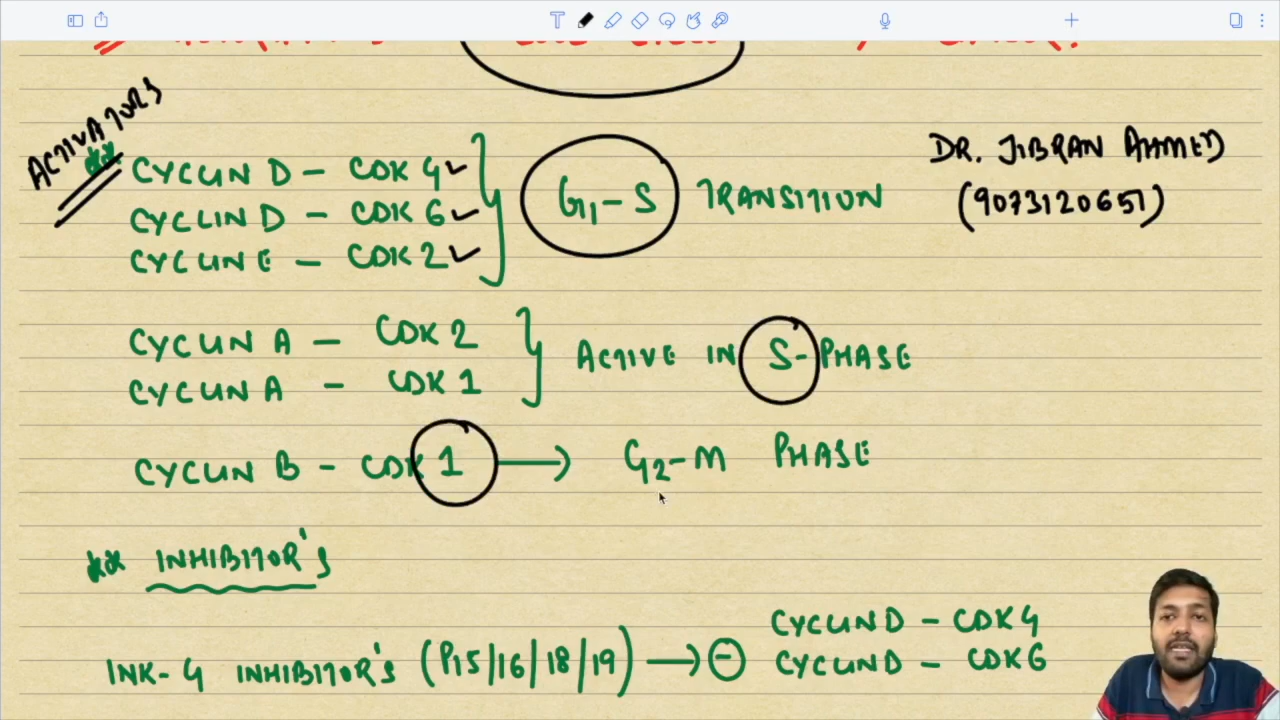 ACTIVATORS
DR. JIBRAN AHMED
(9073120657)
** CYCLIN D - CDK 4 ✓
CYCLIN D - CDK 6 ✓
CYCLIN E - CDK 2 ✓
G1-S TRANSITION
CYCLIN A - CDK 2
CYCLIN A - CDK 1
ACTIVE IN S-PHASE
CYCLIN B - CDK 1 → G2-M PHASE
** INHIBITOR'S
INK-4 INHIBITOR'S (P15/16/18/19) → ⊖ CYCLIN D - CDK 4
CYCLIN D - CDK 6